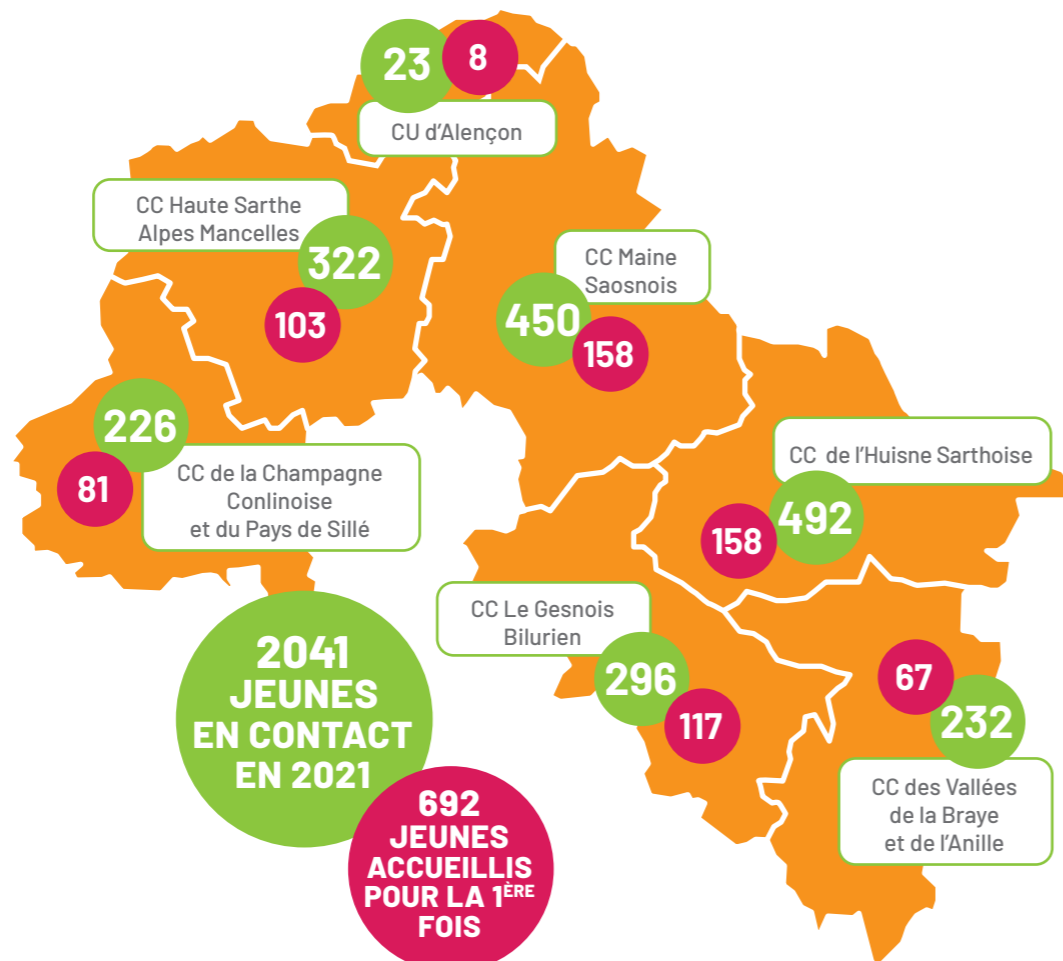 23
8
CU d'Alençon
CC Haute Sarthe
Alpes Mancelles
322
103
CC Maine
Saosnois
450
158
226
81
CC de la Champagne
Conlinoise
et du Pays de Sillé
CC de l'Huisne Sarthoise
158
492
CC Le Gesnois
Bilurien
296
117
67
232
CC des Vallées
de la Braye
et de l'Anille
2041
JEUNES
EN CONTACT
EN 2021
692
JEUNES
ACCUEILLIS
POUR LA 1ÈRE
FOIS